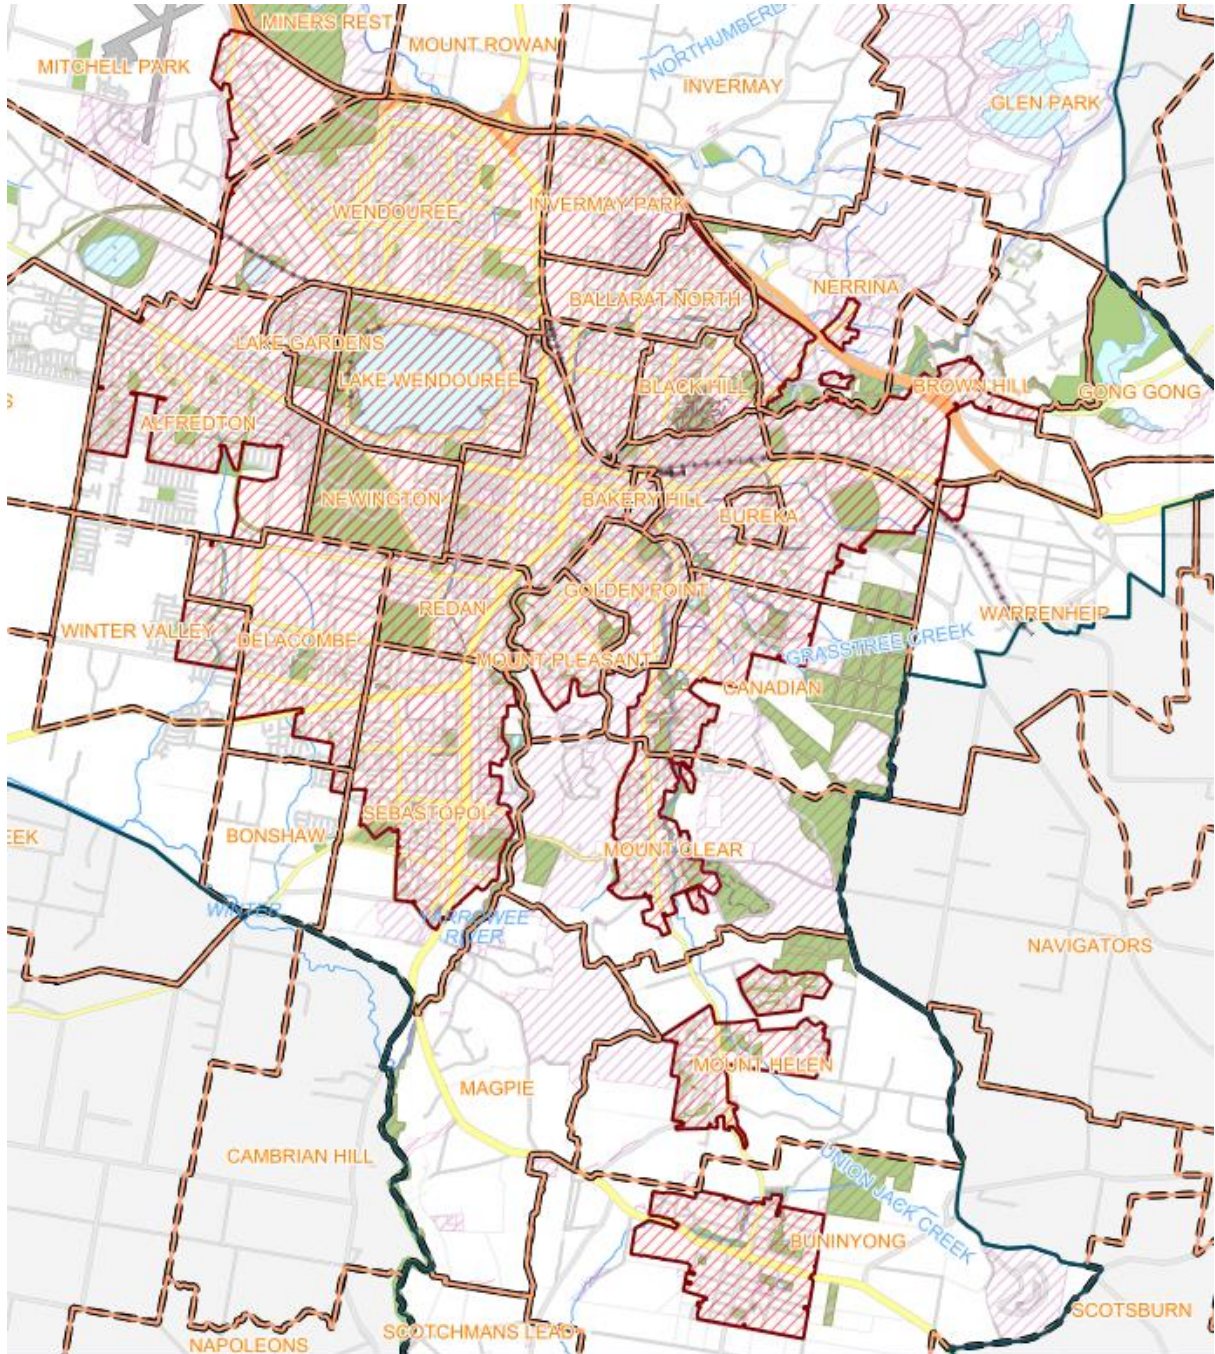 MINERS REST
MOUNT ROWAN
MITCHELL PARK
NORTHUMBERL
INVERMAY
GLEN PARK
WENDOUREE
INVERMAY PARK
NERRINA
BALLARAT NORTH
LAKE GARDENS
LAKE WENDOUREE
BLACK HILL
BROWN HILL
GONG GONG
S
ALFREDTON
NEWINGTON
BAKERY HILL
EUREKA
GOLDEN POINT
REDAN
WARRENHEIP
WINTER VALLEY
DELACOMBE
GRASSTREE CREEK
MOUNT PLEASANT
CANADIAN
SEBASTOPOL
EEK
BONSHAW
MOUNT CLEAR
WINTER
YARROWEE
RIVER
NAVIGATORS
MOUNT HELEN
MAGPIE
CAMBRIAN HILL
UNION JACK CREEK
BUNINYONG
SCOTSBURN
SCOTCHMANS LEAD
NAPOLEONS